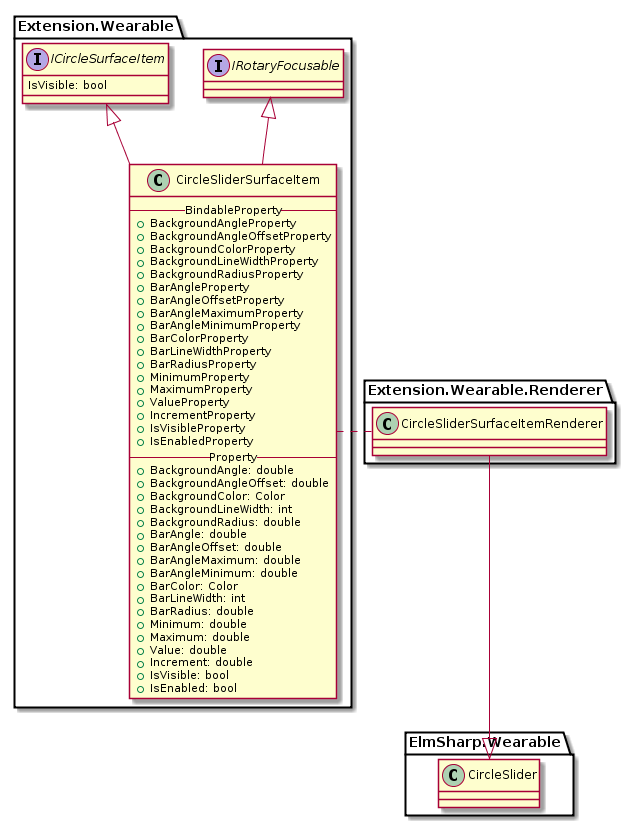 Extension.Wearable
I ICircleSurfaceItem
IsVisible: bool
I IRotaryFocusable
C CircleSliderSurfaceItem
BindableProperty
BackgroundAngleProperty
BackgroundAngleOffsetProperty
BackgroundColorProperty
BackgroundLineWidthProperty
BackgroundRadiusProperty
BarAngleProperty
BarAngleOffsetProperty
BarAngleMaximumProperty
BarAngleMinimumProperty
BarColorProperty
BarLineWidthProperty
BarRadiusProperty
MinimumProperty
MaximumProperty
ValueProperty
IncrementProperty
IsVisibleProperty
IsEnabledProperty
Property
BackgroundAngle: double
BackgroundAngleOffset: double
BackgroundColor: Color
BackgroundLineWidth: int
BackgroundRadius: double
BarAngle: double
BarAngleOffset: double
BarAngleMaximum: double
BarAngleMinimum: double
BarColor: Color
BarLineWidth: int
BarRadius: double
Minimum: double
Maximum: double
Value: double
Increment: double
IsVisible: bool
IsEnabled: bool
Extension.Wearable.Renderer
C CircleSliderSurfaceItemRenderer
ElmSharp.Wearable
C CircleSlider